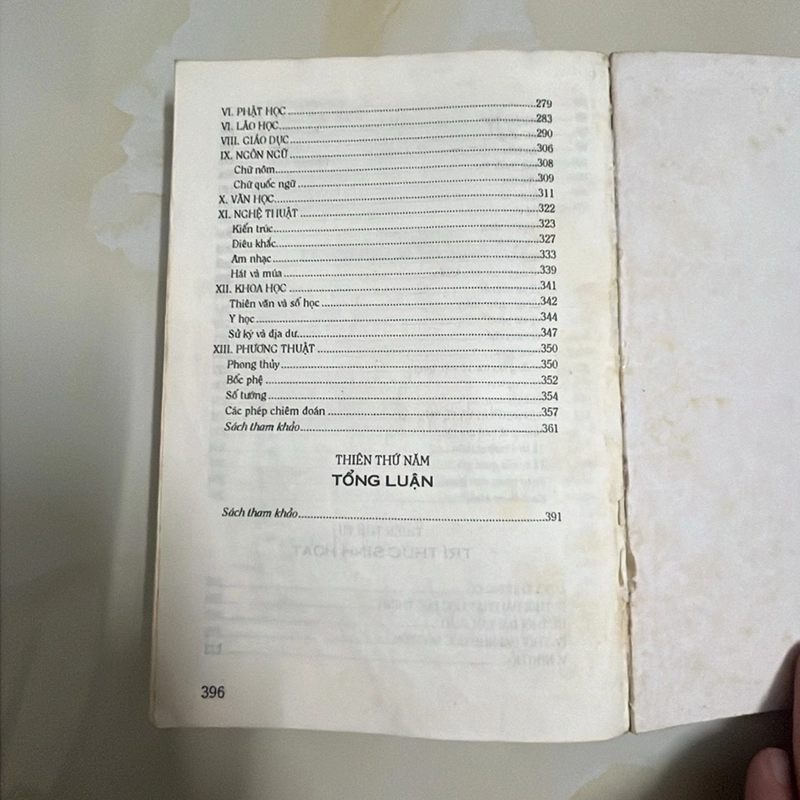 VI. PHẬT HỌC 279
VI. LÃO HỌC 283
VIII. GIÁO DỤC 290
IX. NGÔN NGỮ 306
Chữ nôm 308
Chữ quốc ngữ 309
X. VĂN HỌC 311
XI. NGHỆ THUẬT 322
Kiến trúc 323
Điêu khắc 327
Âm nhạc 333
Hát và múa 339
XII. KHOA HỌC 341
Thiên văn và số học 342
Y học 344
Sử ký và địa dư 347
XIII. PHƯƠNG THUẬT 350
Phong thủy 350
Bốc phệ 352
Số tướng 354
Các phép chiêm đoán 357
Sách tham khảo 361
THIÊN THỨ NĂM
TỔNG LUẬN
Sách tham khảo 391
396